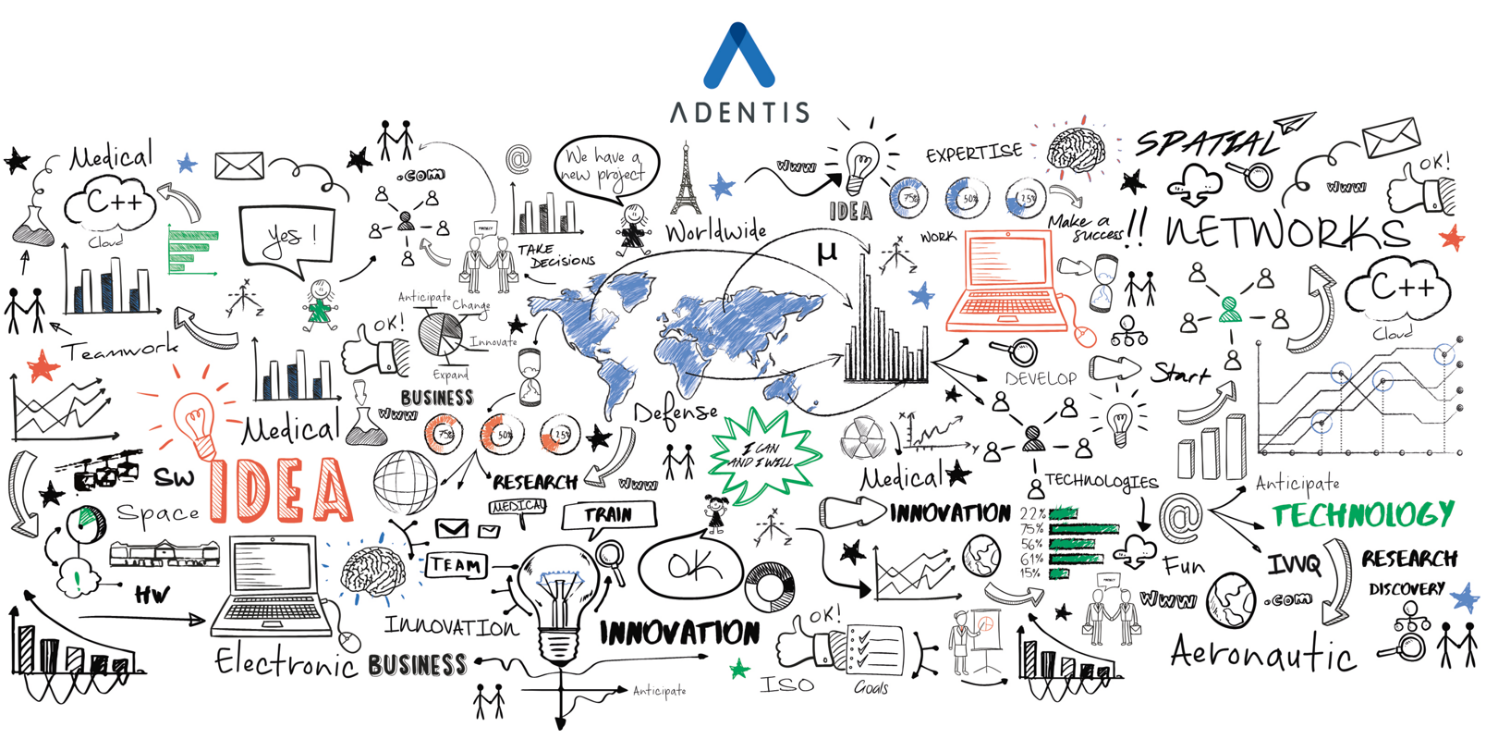 ADENTIS
Medical
C++
Cloud
Yes !
.com
@
We have a
new project
PROJECT
TAKE
DECISIONS
Worldwide
www
IDEA
EXPERTISE
75%
50%
25%
SPATIAL
www
OK!
Make a
success !!
NETWORKS
WORK
μ
C++
Cloud
Teamwork
OK!
Anticipate
Change
Innovate
Expand
BUSINESS
www
75%
50%
25%
Medical
IDEA
SW
Space
HW
Defense
I CAN
AND I WILL
RESEARCH
www
MEDICAL
TRAIN
TEAM
OK
DEVELOP
Start
X
Y
Medical
INNOVATION
TECHNOLOGIES
22%
75%
56%
61%
15%
@
Anticipate
TECHNOLOGY
Fun
IVVQ
RESEARCH
DISCOVERY
PROJECT
www
.com
Aeronautic
!
Electronic
INNOVATION
BUSINESS
INNOVATION
Anticipate
OK!
ISO
Goals